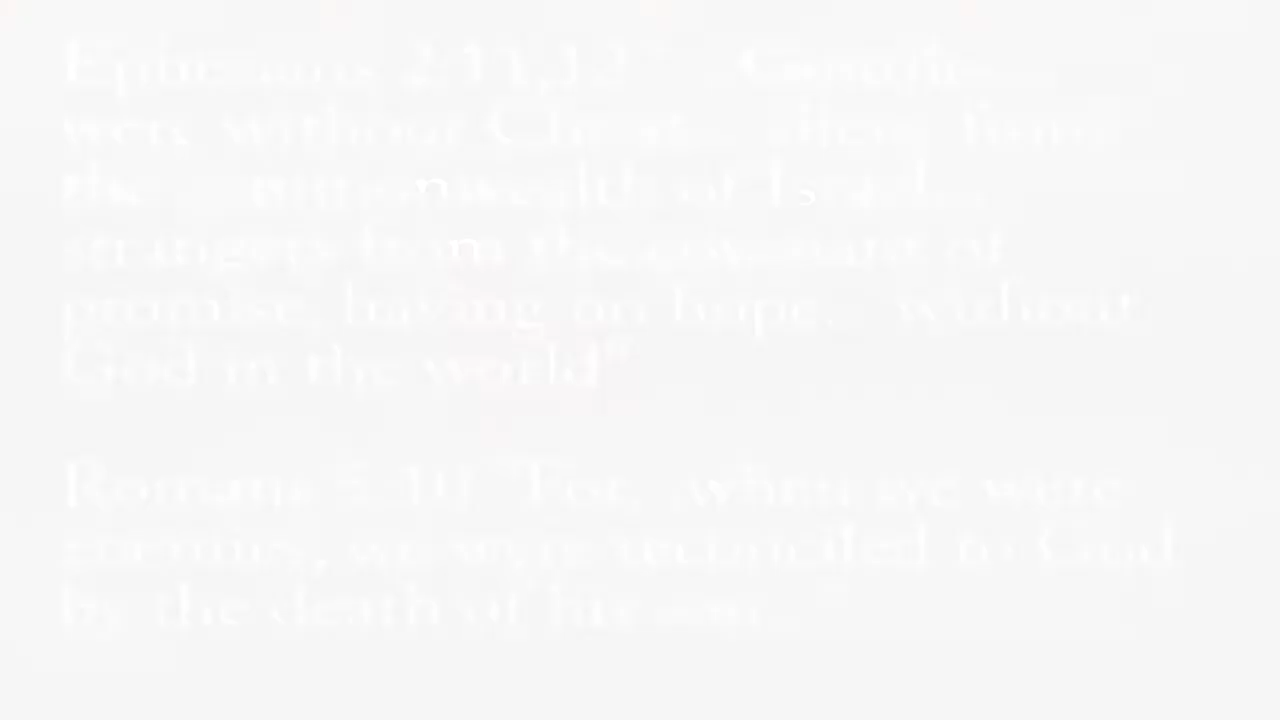 Ephesians 2:11,12 "...Gentiles...
were without Christ... aliens from
the commonwealth of Israel...
strangers from the covenant of
promise, having no hope... without
God in the world"
Romans 5:10 "For, when we were
enemies, we were reconciled to God
by the death of his son..."